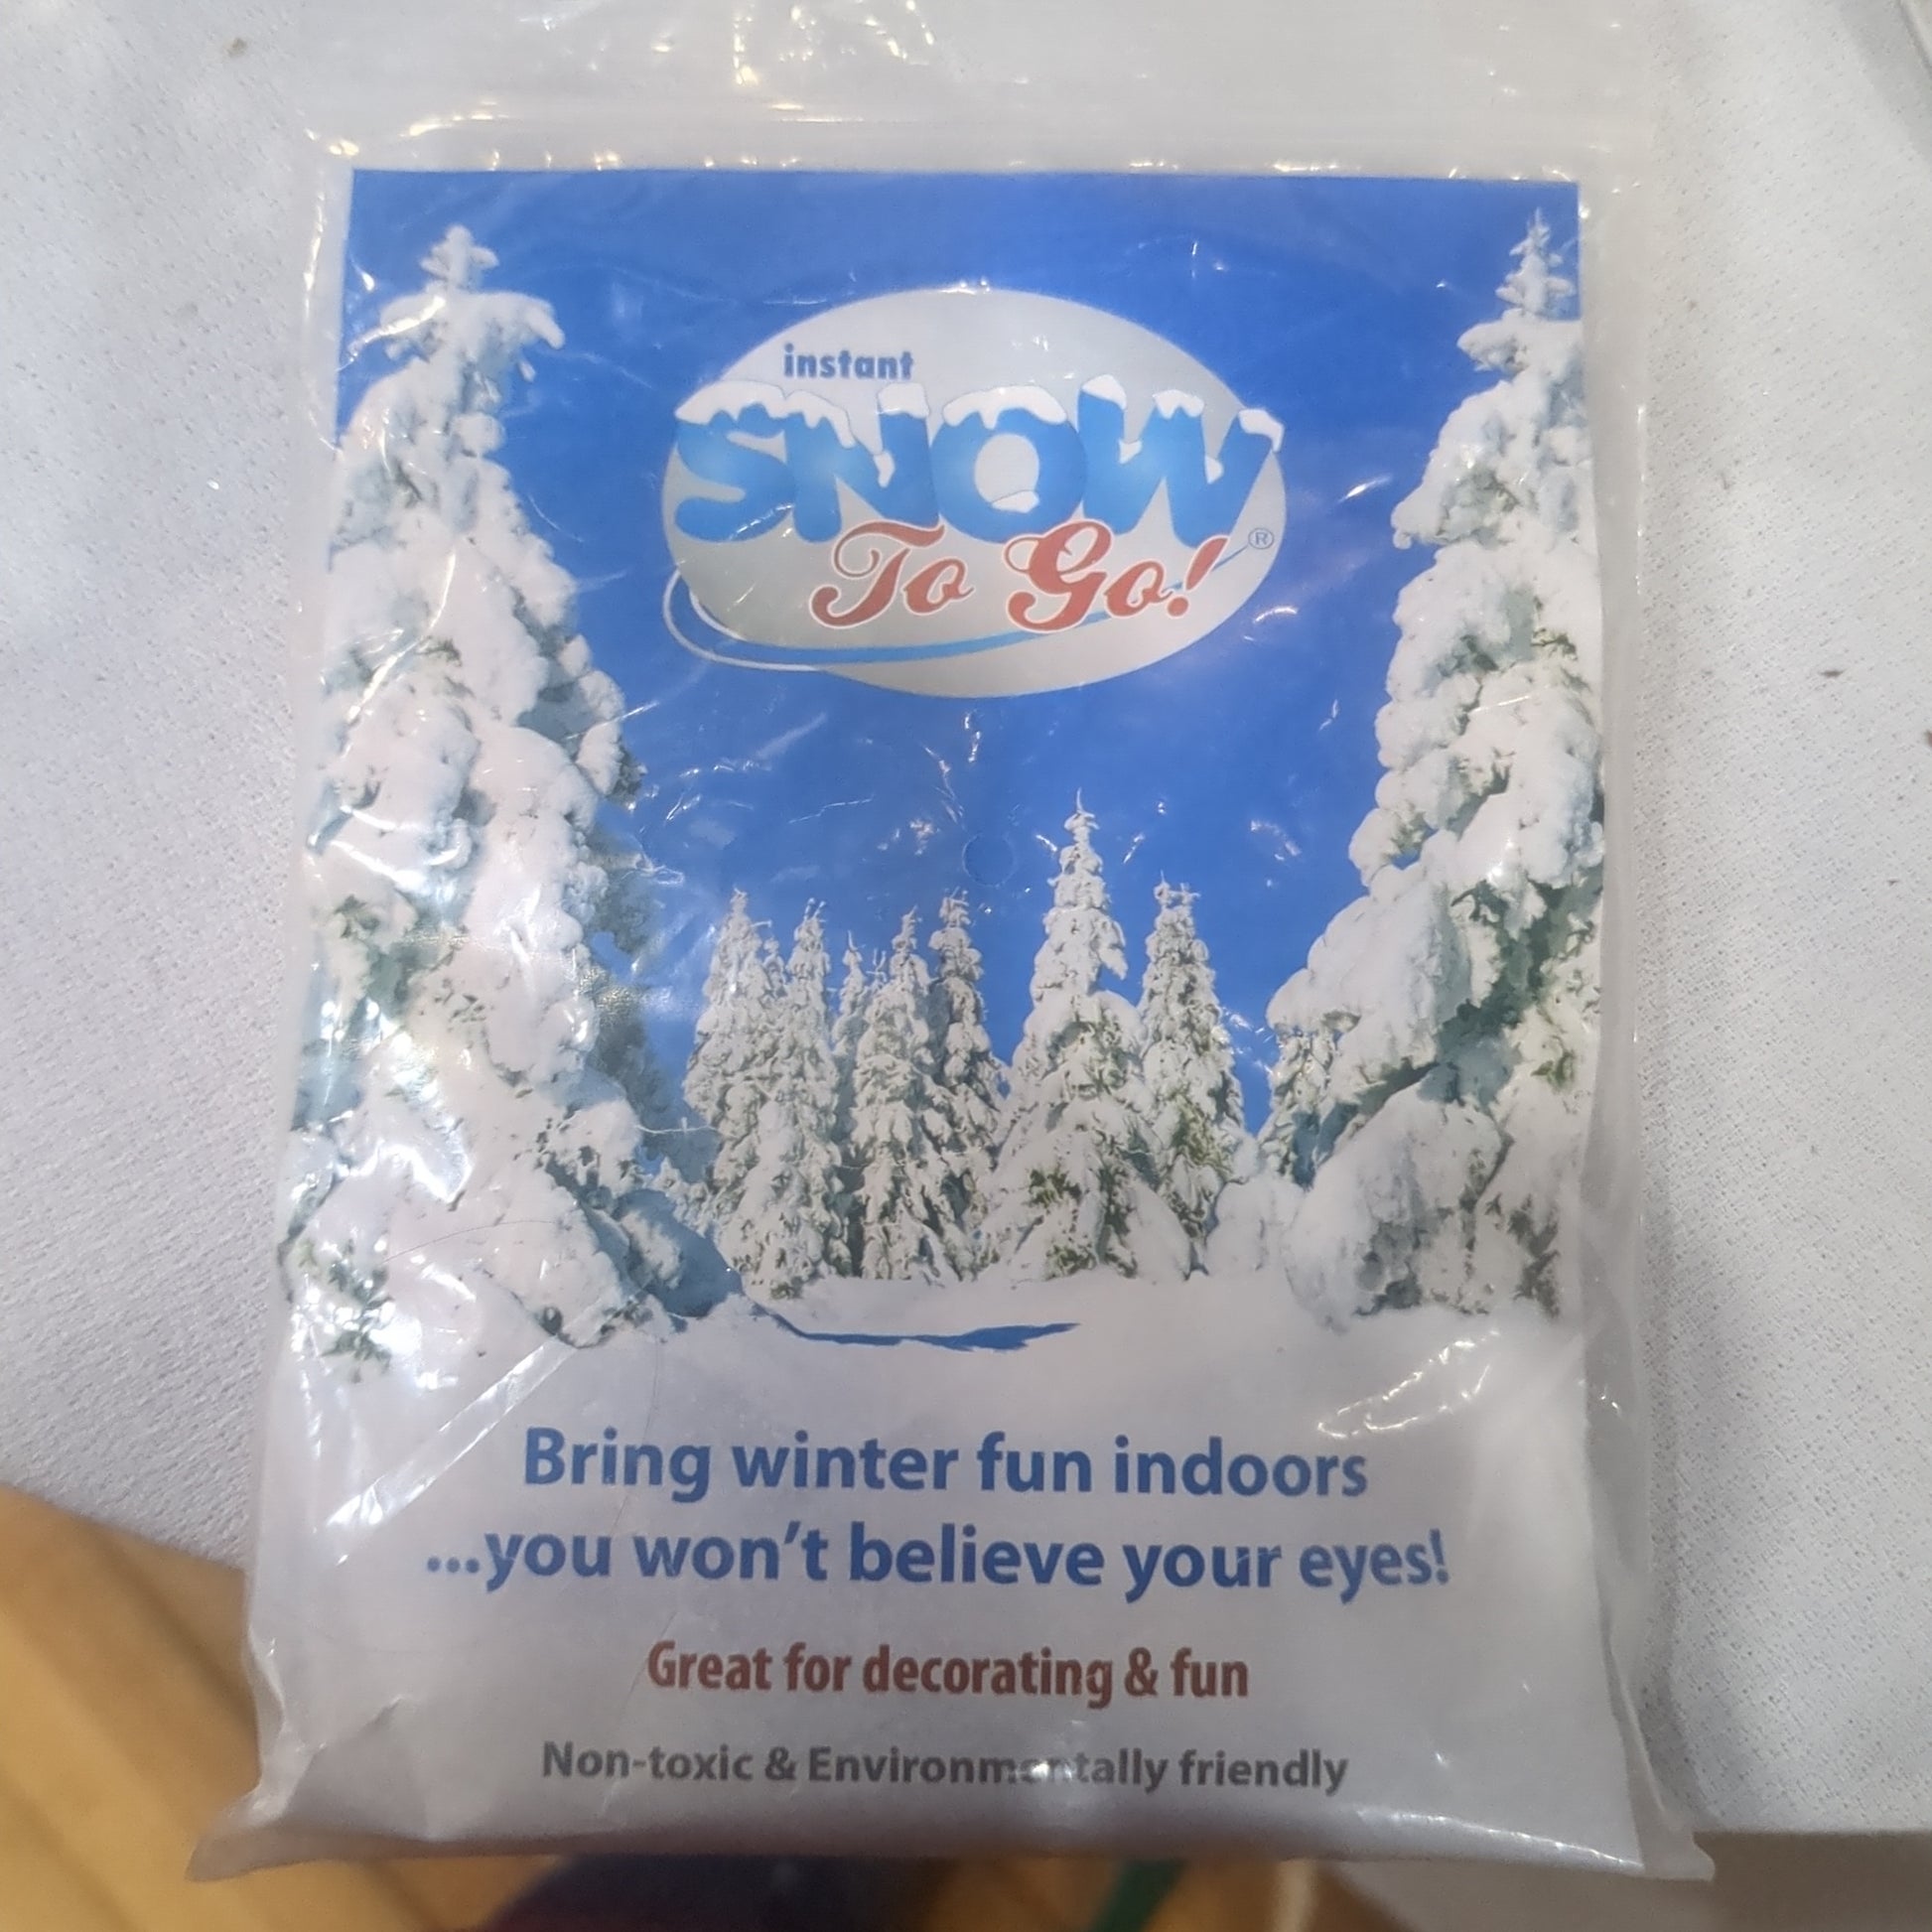 instant
SNOW
To Go!®
Bring winter fun indoors
...you won't believe your eyes!
Great for decorating & fun
Non-toxic & Environmentally friendly